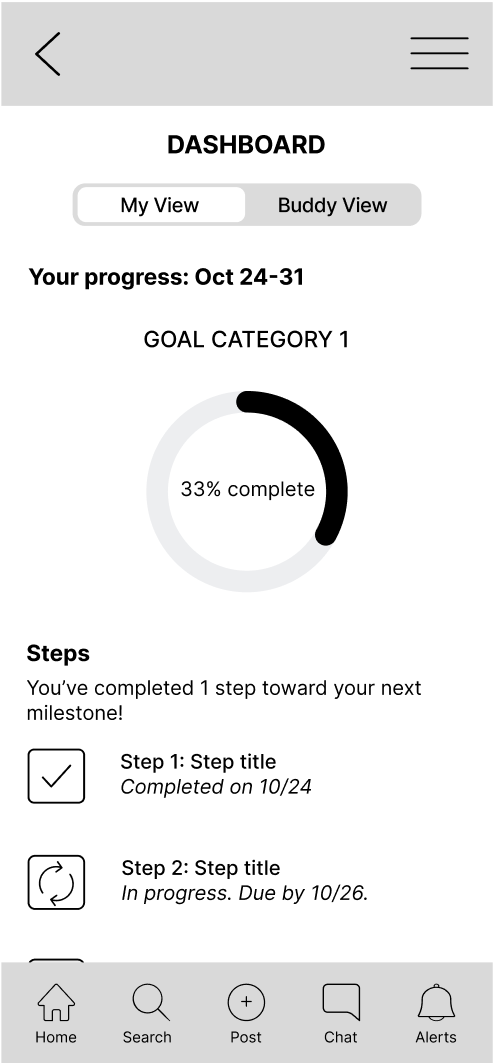 DASHBOARD
My View
Buddy View
Your progress: Oct 24-31
GOAL CATEGORY 1
33% complete
Steps
You’ve completed 1 step toward your next
milestone!
Step 1: Step title
Completed on 10/24
Step 2: Step title
In progress. Due by 10/26.
Home
Search
Post
Chat
Alerts